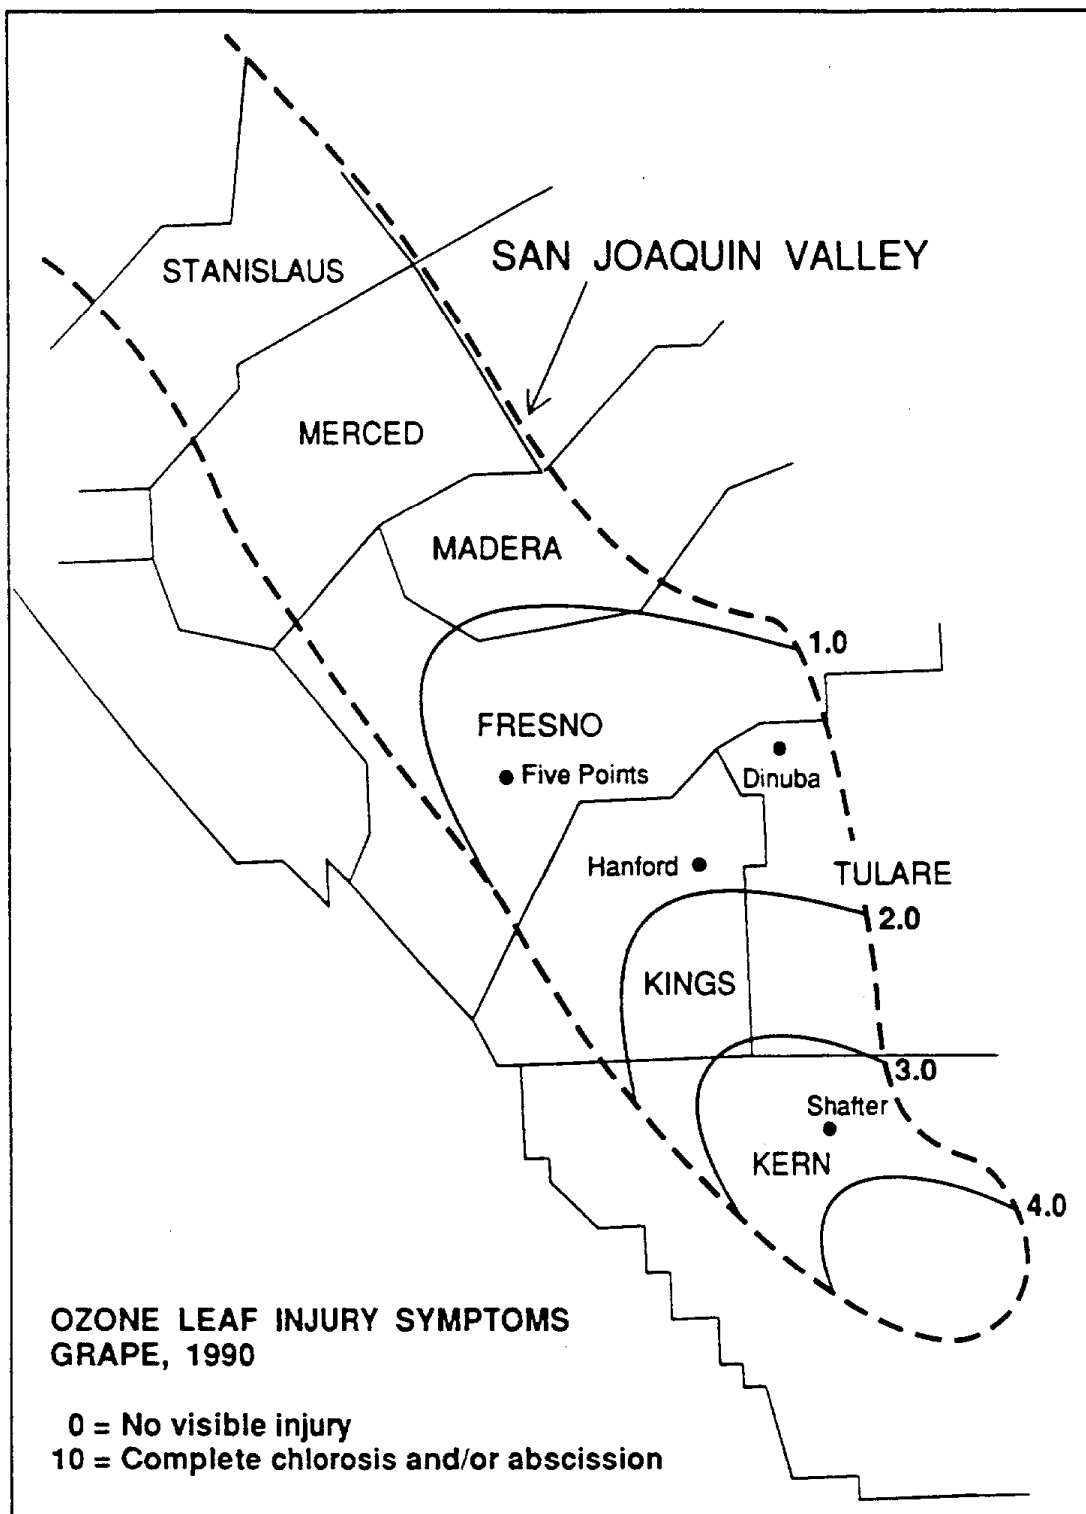 STANISLAUS
SAN JOAQUIN VALLEY
MERCED
MADERA
1.0
FRESNO
Five Points
Dinuba
Hanford
TULARE
2.0
KINGS
3.0
Shafter
KERN
4.0
OZONE LEAF INJURY SYMPTOMS
GRAPE, 1990
0 = No visible injury
10 = Complete chlorosis and/or abscission